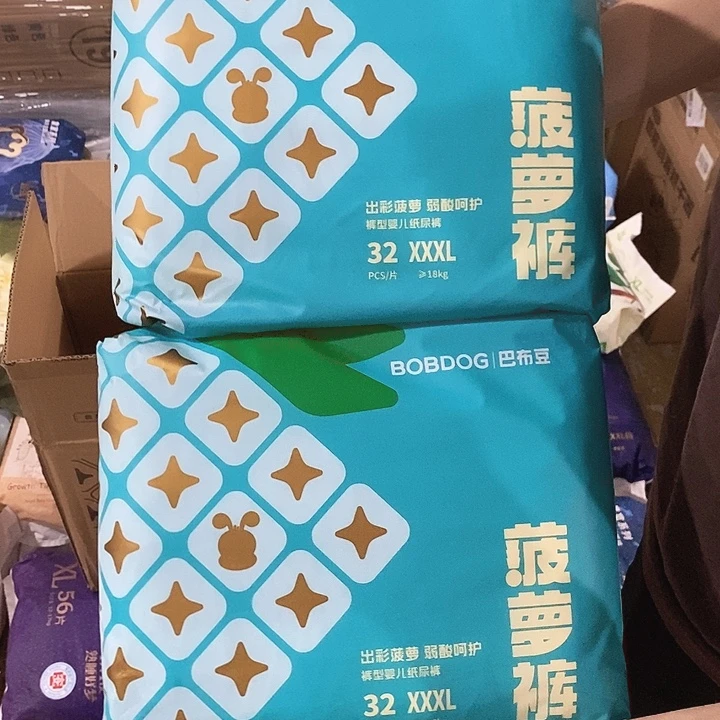 菠萝裤
出彩菠萝 弱酸呵护
裤型婴儿纸尿裤
32 XXXL
PCS/片 ≥18kg
BOBDOG 巴布豆
菠萝裤
出彩菠萝 弱酸呵护
裤型婴儿纸尿裤
32 XXXL
XL 56片